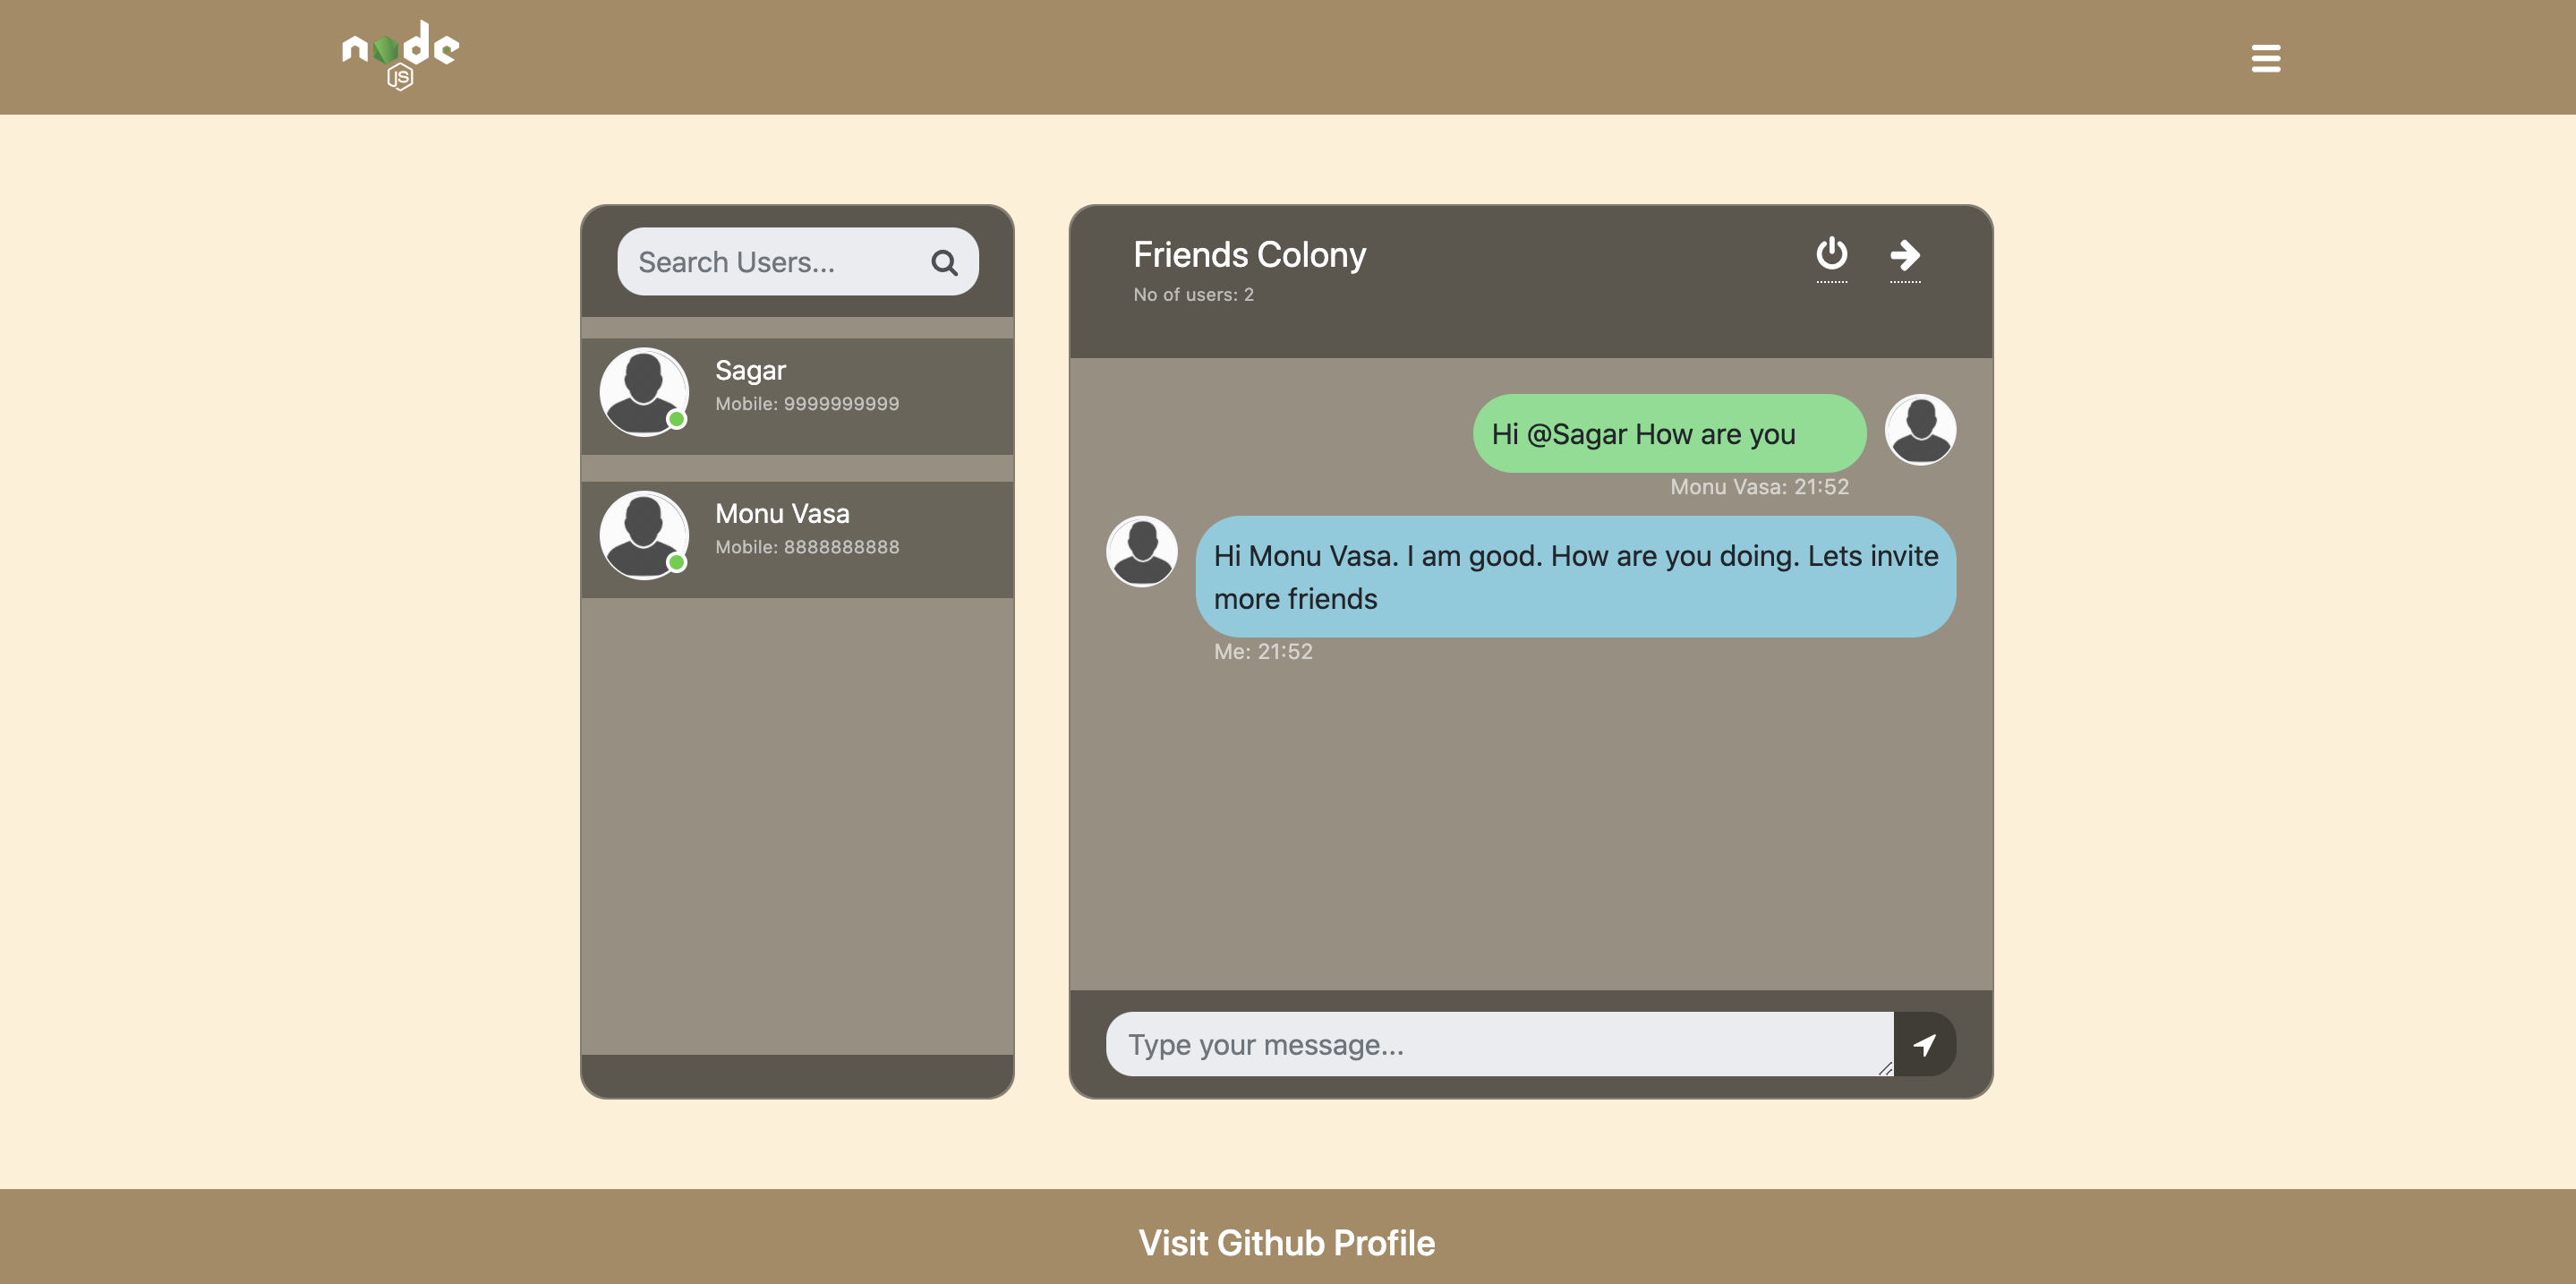 node
JS
Search Users...
Sagar
Mobile: 9999999999
Monu Vasa
Mobile: 8888888888
Friends Colony
No of users: 2
Hi @Sagar How are you
Monu Vasa: 21:52
Hi Monu Vasa. I am good. How are you doing. Lets invite
more friends
Me: 21:52
Type your message...
Visit Github Profile